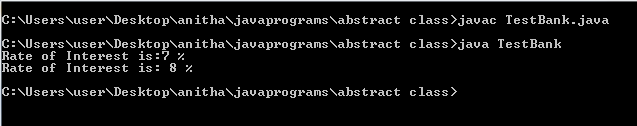 C:\Users\user\Desktop\anitha\javaprograms\abstract class>javac TestBank.java
C:\Users\user\Desktop\anitha\javaprograms\abstract class>java TestBank
Rate of Interest is:7 %
Rate of Interest is: 8 %
C:\Users\user\Desktop\anitha\javaprograms\abstract class>